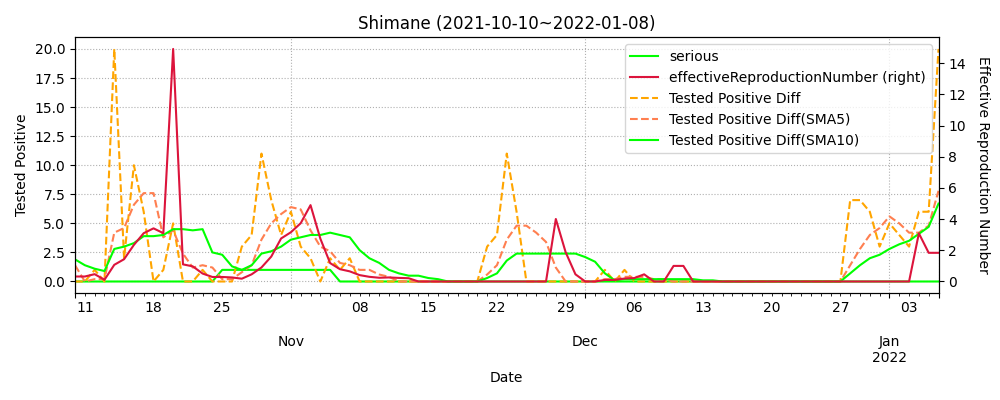 Shimane (2021-10-10~2022-01-08)
serious
effectiveReproductionNumber (right)
Tested Positive Diff
Tested Positive Diff(SMA5)
Tested Positive Diff(SMA10)
Tested Positive
20.0
17.5
15.0
12.5
10.0
7.5
5.0
2.5
0.0
Effective Reproduction Number
14
12
10
8
6
4
2
0
11 18 25 08 15 22 29 06 13 20 27 03
Nov Dec Jan
2022
Date